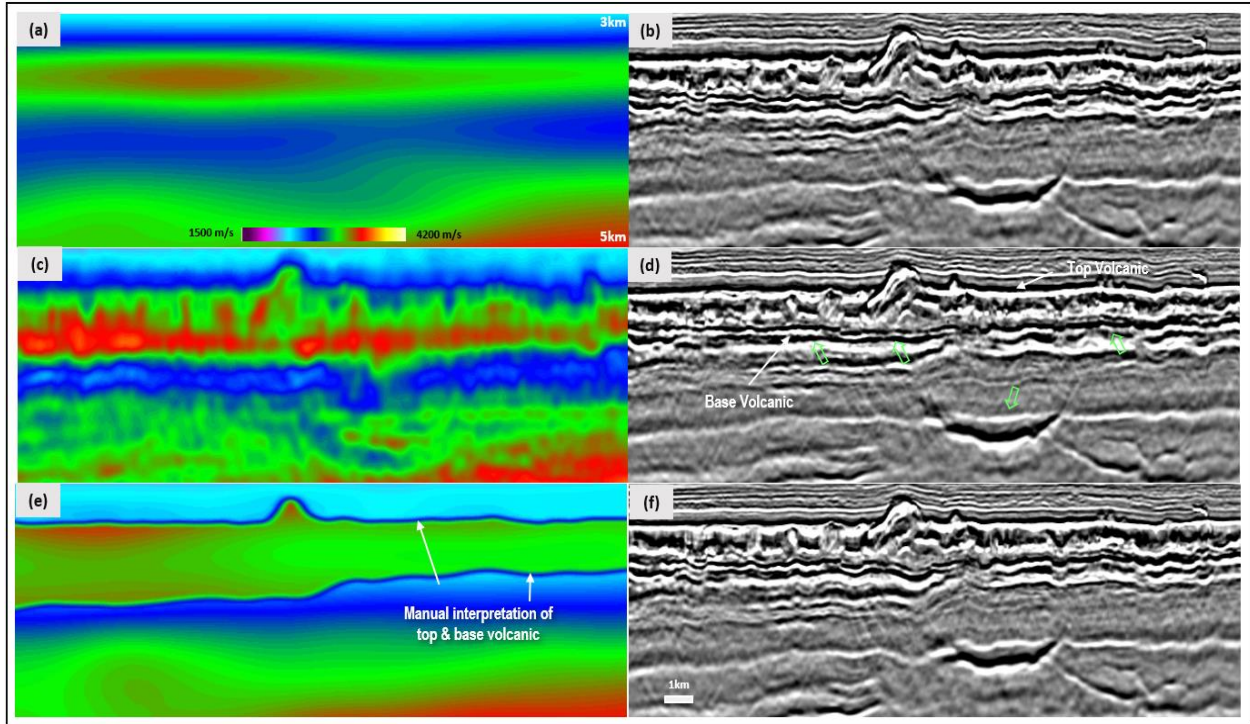 (a)
3km
(b)
1500 m/s
4200 m/s
5km
(c)
(d)
Top Volcanic
Base Volcanic
(e)
Manual interpretation of
top & base volcanic
(f)
1km